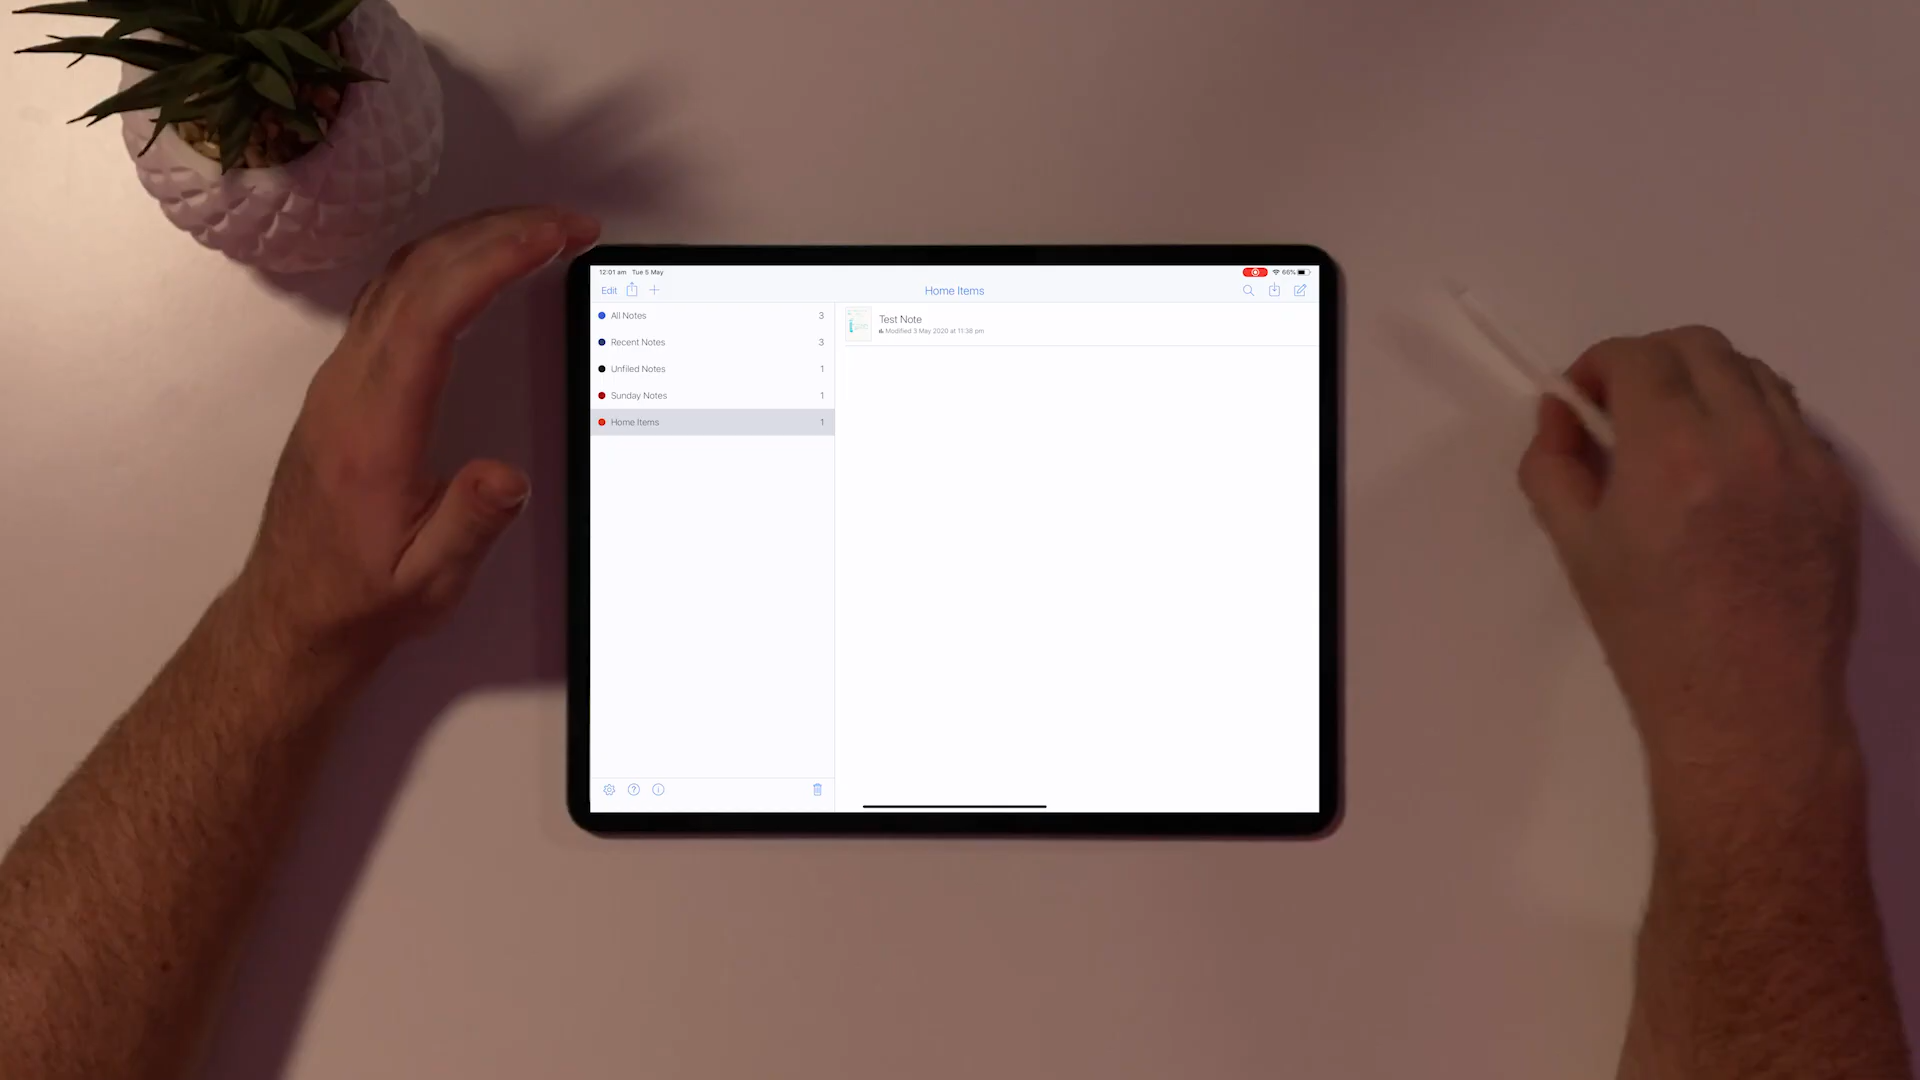 12:01 am Tue 5 May
66%
Edit
Home Items
All Notes 3
Recent Notes 3
Unfiled Notes 1
Sunday Notes 1
Home Items 1
Test Note
Modified 3 May 2020 at 11:38 pm